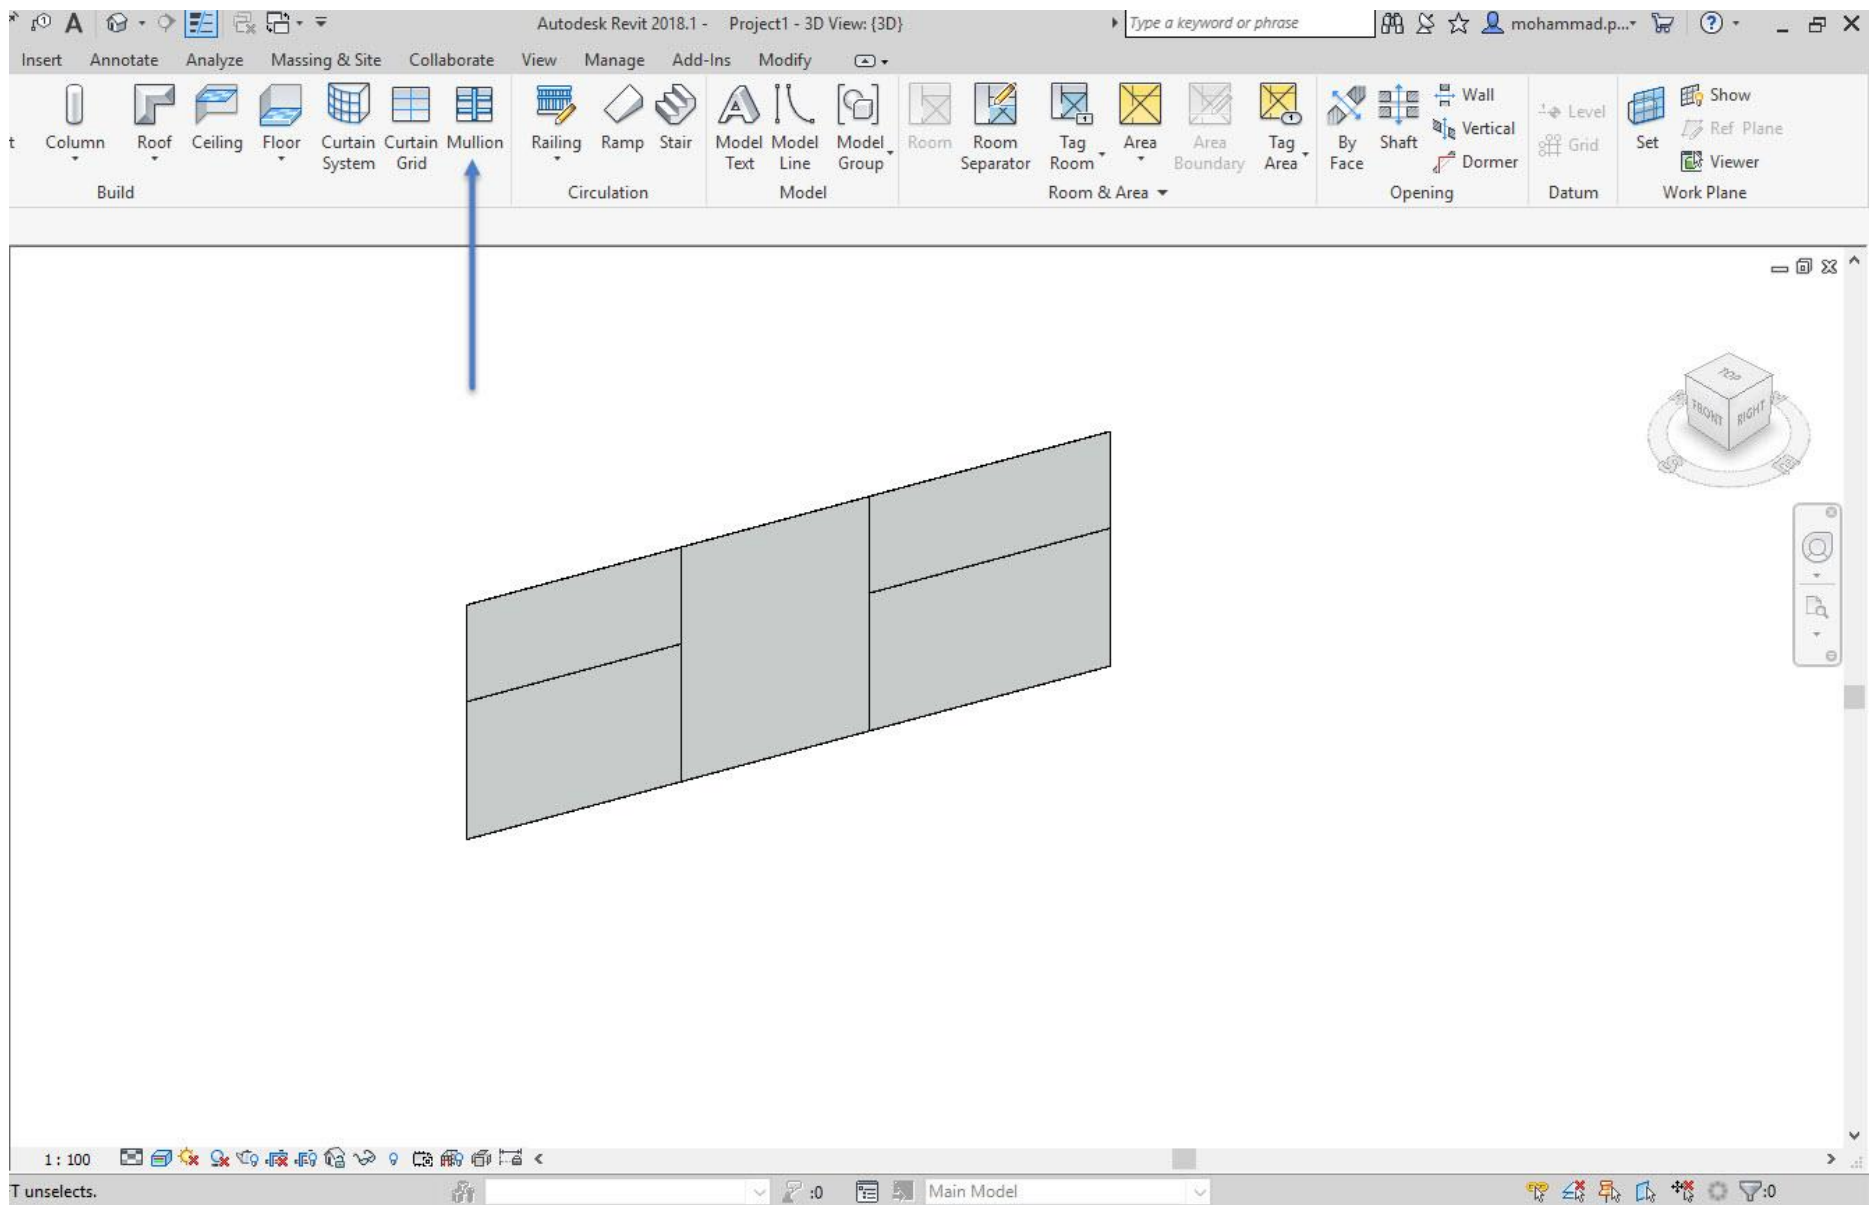 A Autodesk Revit 2018.1 - Project1 - 3D View: {3D} Type a keyword or phrase mohammad.p... ?
Insert Annotate Analyze Massing & Site Collaborate View Manage Add-Ins Modify
t Column Roof Ceiling Floor Curtain System Curtain Grid Mullion Railing Ramp Stair Model Text Model Line Model Group Room Room Separator Tag Room Area Area Boundary Tag Area By Face Shaft Wall Vertical Dormer Level Grid Set Show Ref Plane Viewer
Build Circulation Model Room & Area Opening Datum Work Plane
TOP
FRONT RIGHT
1 : 100
T unselects. :0 Main Model :0